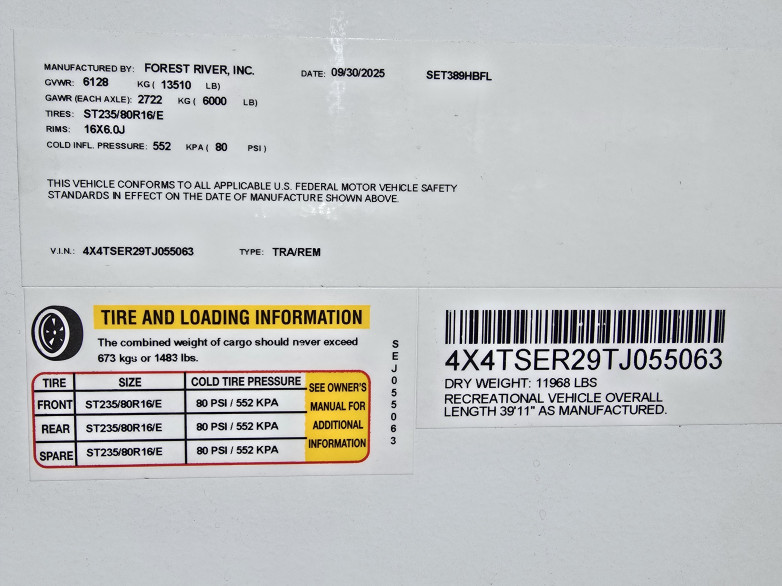 MANUFACTURED BY: FOREST RIVER, INC. DATE: 09/30/2025 SET389HBFL
GVWR: 6128 KG ( 13510 LB)
GAWR (EACH AXLE): 2722 KG ( 6000 LB)
TIRES: ST235/80R16/E
RIMS: 16X6.0J
COLD INFL. PRESSURE: 552 KPA ( 80 PSI )
THIS VEHICLE CONFORMS TO ALL APPLICABLE U.S. FEDERAL MOTOR VEHICLE SAFETY
STANDARDS IN EFFECT ON THE DATE OF MANUFACTURE SHOWN ABOVE.
V.I.N.: 4X4TSER29TJ055063 TYPE: TRA/REM
TIRE AND LOADING INFORMATION
The combined weight of cargo should never exceed
673 kgs or 1483 lbs.
TIRE SIZE COLD TIRE PRESSURE
FRONT ST235/80R16/E 80 PSI / 552 KPA
REAR ST235/80R16/E 80 PSI / 552 KPA
SPARE ST235/80R16/E 80 PSI / 552 KPA
SEE OWNER'S
MANUAL FOR
ADDITIONAL
INFORMATION
SEJ055063
4X4TSER29TJ055063
DRY WEIGHT: 11968 LBS
RECREATIONAL VEHICLE OVERALL
LENGTH 39'11" AS MANUFACTURED.